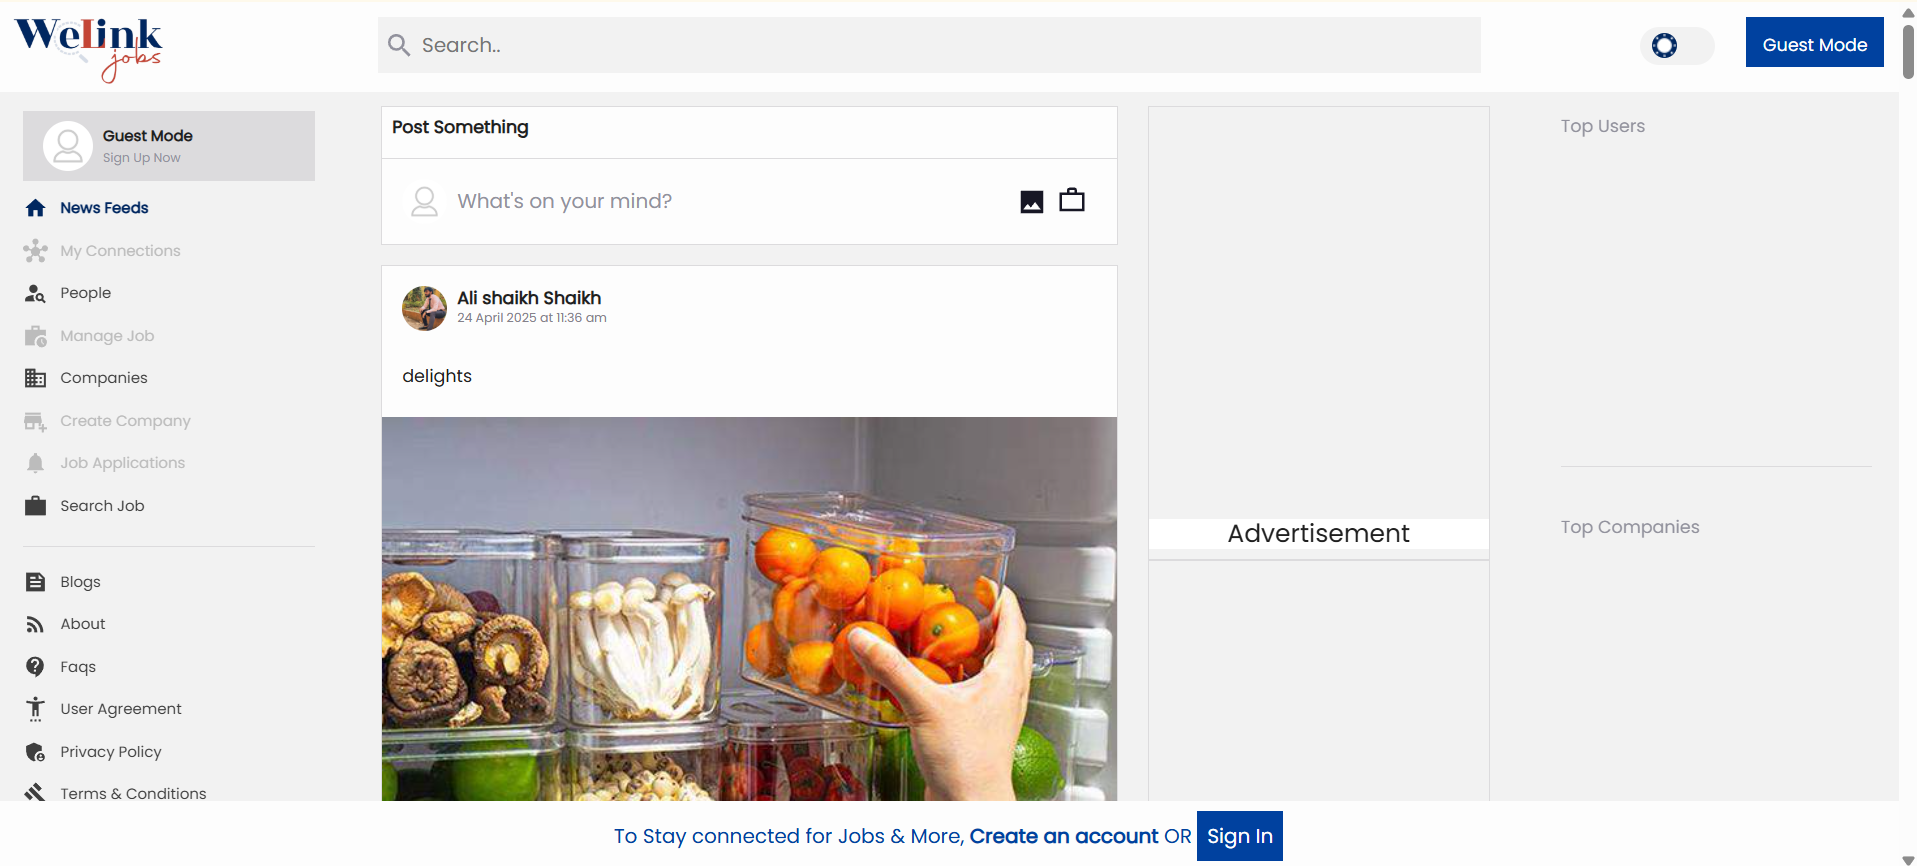 WeLink
jobs
Search..
Guest Mode
Guest Mode
Sign Up Now
News Feeds
My Connections
People
Manage Job
Companies
Create Company
Job Applications
Search Job
Blogs
About
Faqs
User Agreement
Privacy Policy
Terms & Conditions
Post Something
What's on your mind?
Ali shaikh Shaikh
24 April 2025 at 11:36 am
delights
Advertisement
Top Users
Top Companies
To Stay connected for Jobs & More, Create an account OR Sign In